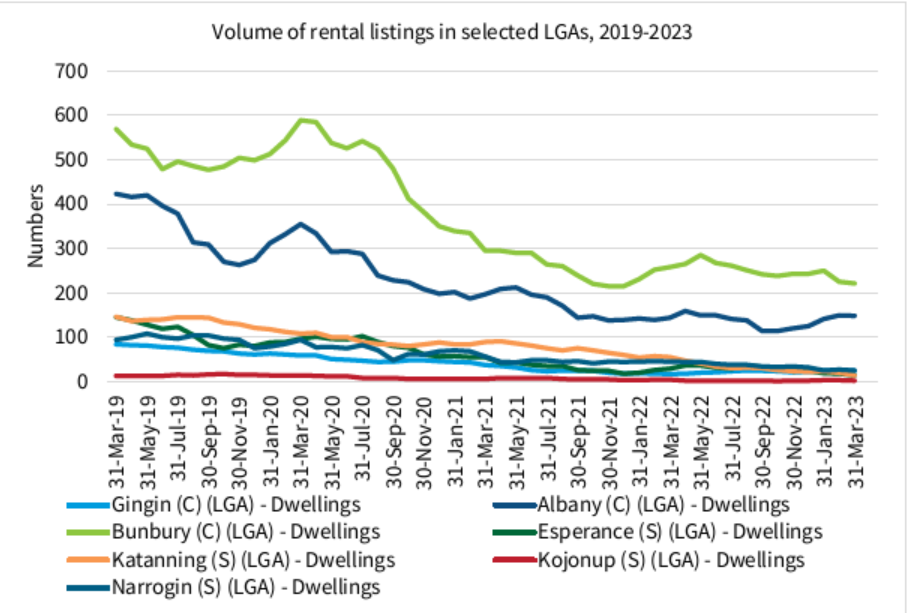 Volume of rental listings in selected LGAs, 2019-2023
Numbers
700
600
500
400
300
200
100
0
31-Mar-19
31-May-19
31-Jul-19
30-Sep-19
30-Nov-19
31-Jan-20
31-Mar-20
31-May-20
31-Jul-20
30-Sep-20
30-Nov-20
31-Jan-21
31-Mar-21
31-May-21
31-Jul-21
30-Sep-21
30-Nov-21
31-Jan-22
31-Mar-22
31-May-22
31-Jul-22
30-Sep-22
30-Nov-22
31-Jan-23
31-Mar-23
Gingin (C) (LGA) - Dwellings
Albany (C) (LGA) - Dwellings
Bunbury (C) (LGA) - Dwellings
Esperance (S) (LGA) - Dwellings
Katanning (S) (LGA) - Dwellings
Kojonup (S) (LGA) - Dwellings
Narrogin (S) (LGA) - Dwellings